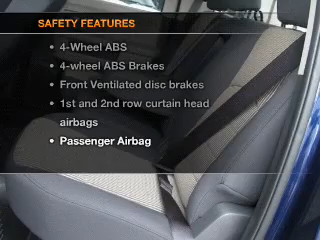 SAFETY FEATURES
• 4-Wheel ABS
• 4-wheel ABS Brakes
• Front Ventilated disc brakes
• 1st and 2nd row curtain head
airbags
• Passenger Airbag